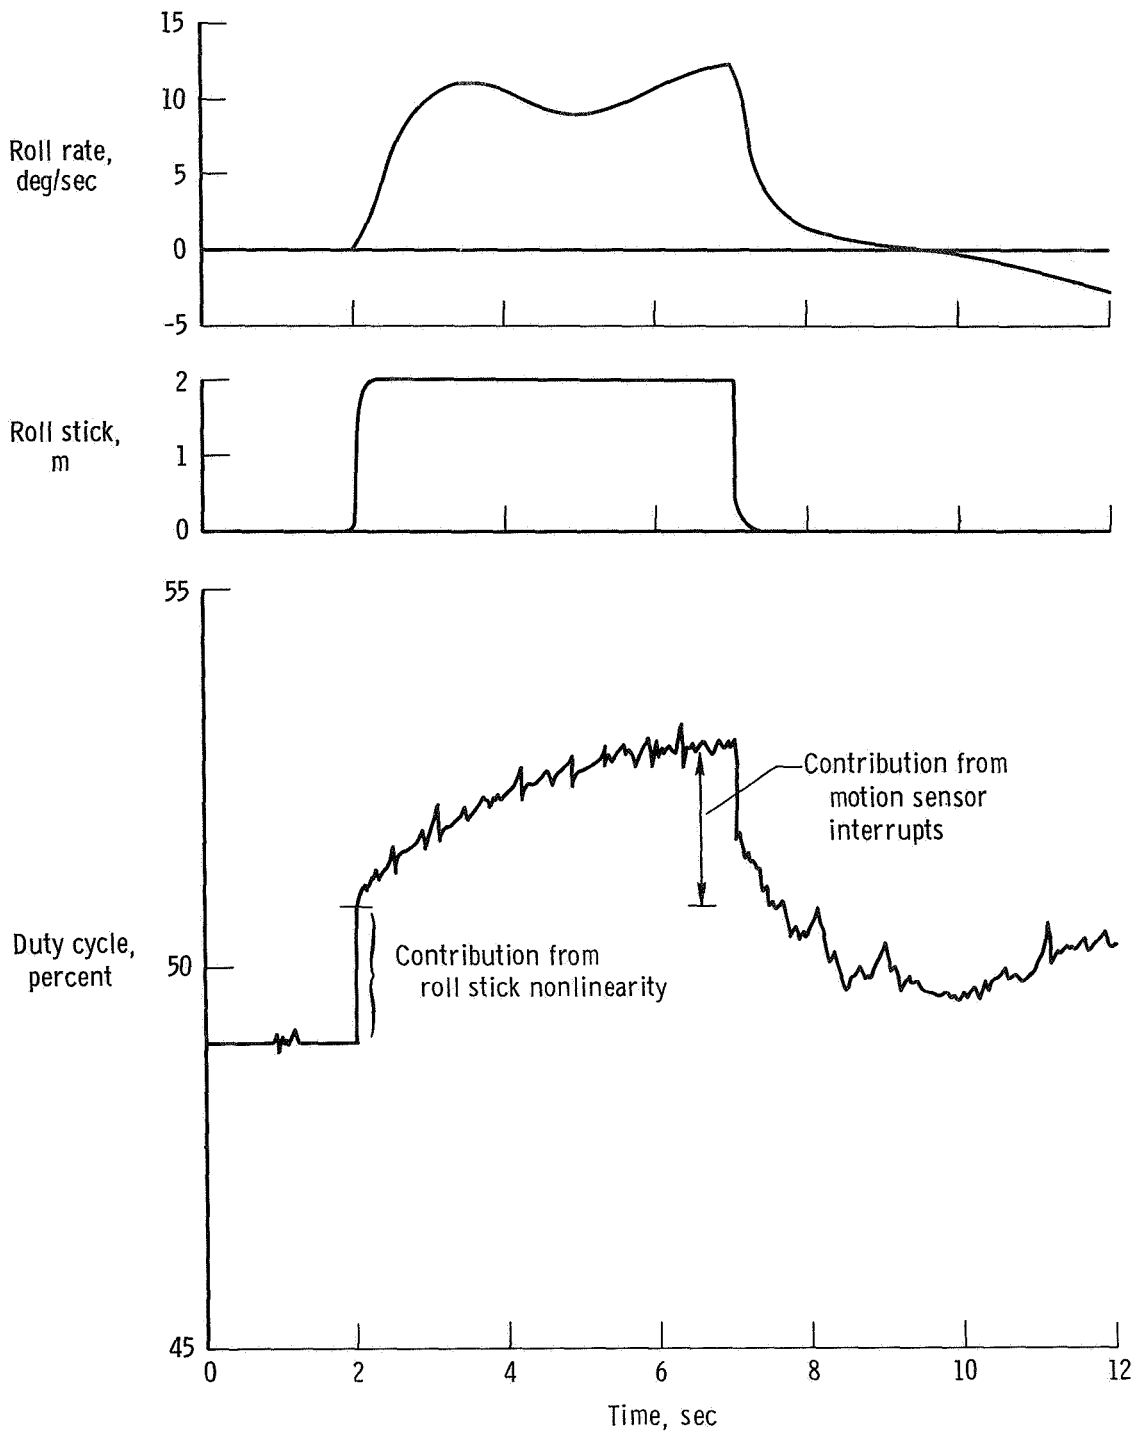 15
10
Roll rate,
deg/sec
5
0
-5
2
Roll stick,
m
1
0
55
Contribution from
motion sensor
interrupts
Duty cycle,
percent
50
Contribution from
roll stick nonlinearity
45
0 2 4 6 8 10 12
Time, sec